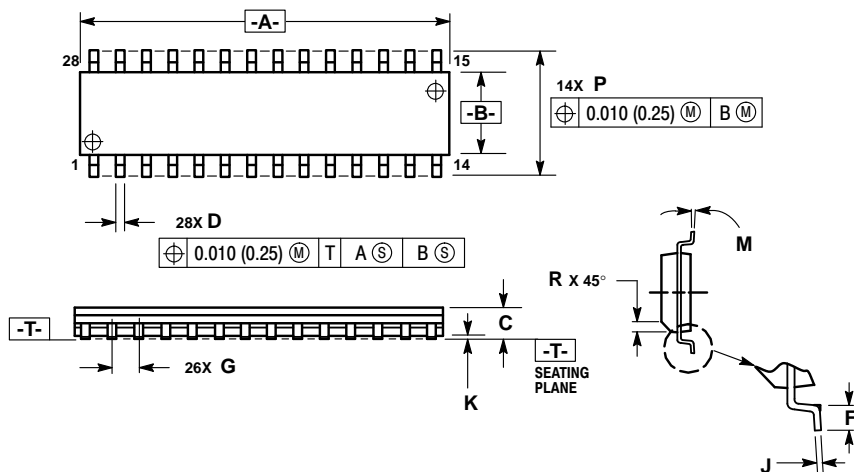 -A-
28
15
14X P
-B-
⌖ 0.010 (0.25) Ⓜ B Ⓜ
1
14
28X D
⌖ 0.010 (0.25) Ⓜ T A Ⓢ B Ⓢ
M
R X 45°
-T-
C
26X G
K
-T-
SEATING
PLANE
F
J